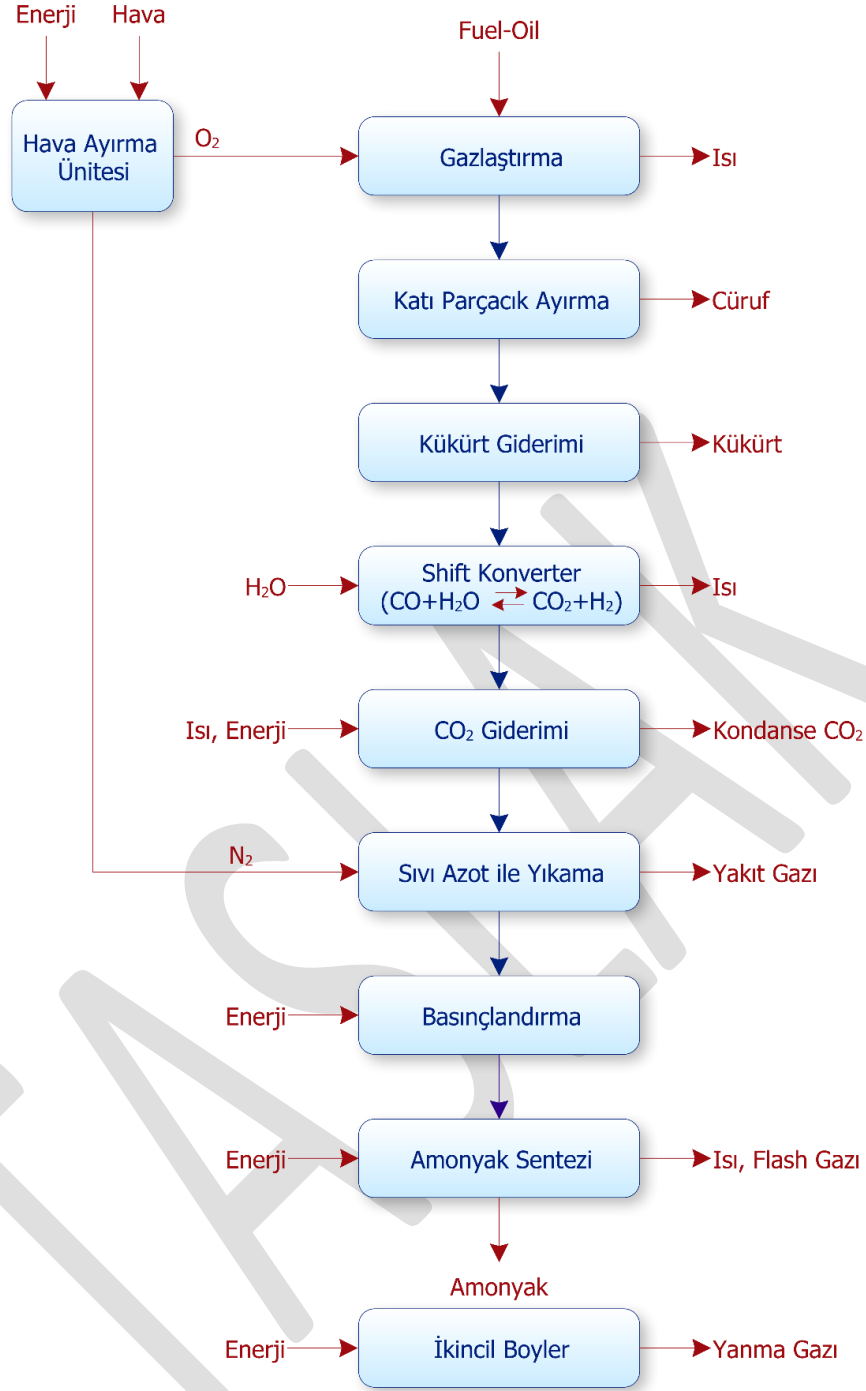 Enerji Hava
Fuel-Oil
Hava Ayırma
Ünitesi
O₂
Gazlaştırma
Isı
Katı Parçacık Ayırma
Cüruf
Kükürt Giderimi
Kükürt
H₂O
Shift Konverter
(CO+H₂O ⇄ CO₂+H₂)
Isı
Isı, Enerji
CO₂ Giderimi
Kondanse CO₂
N₂
Sıvı Azot ile Yıkama
Yakıt Gazı
Enerji
Basınçlandırma
Enerji
Amonyak Sentezi
Isı, Flash Gazı
Amonyak
Enerji
İkincil Boyler
Yanma Gazı
TASLAK